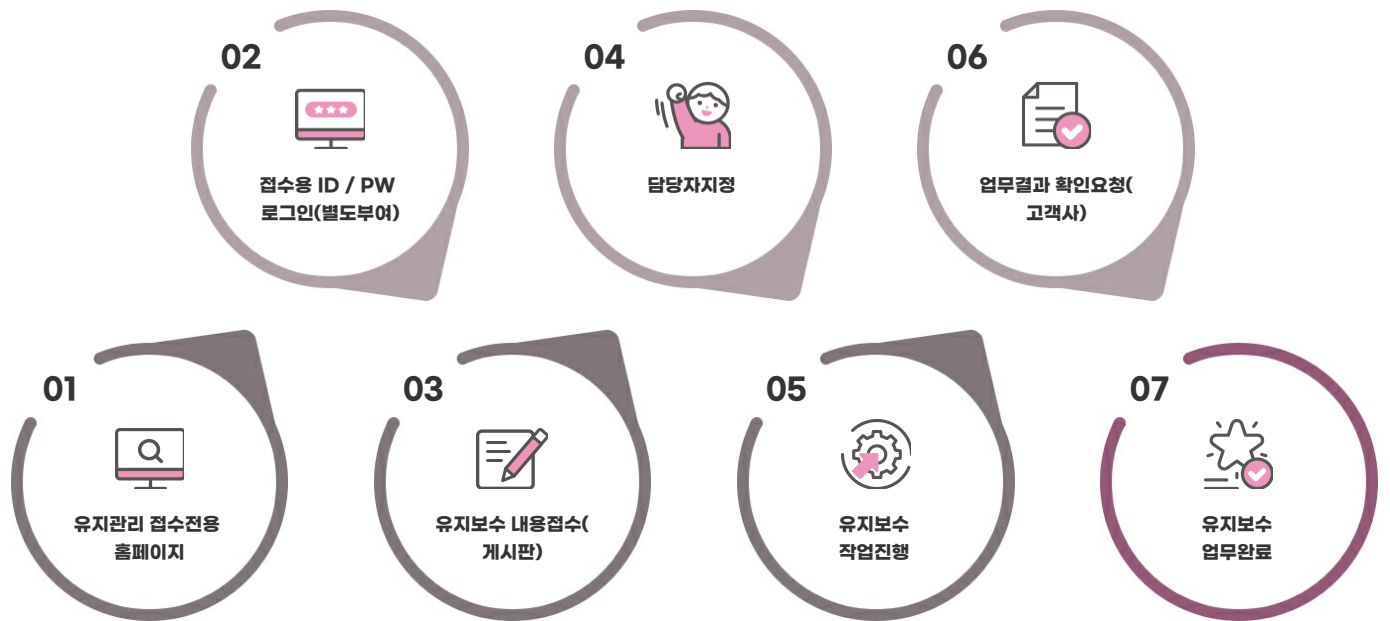 01
유지관리 접수전용
홈페이지
02
접수용 ID / PW
로그인(별도부여)
03
유지보수 내용접수(
게시판)
04
담당자지정
05
유지보수
작업진행
06
업무결과 확인요청(
고객사)
07
유지보수
업무완료